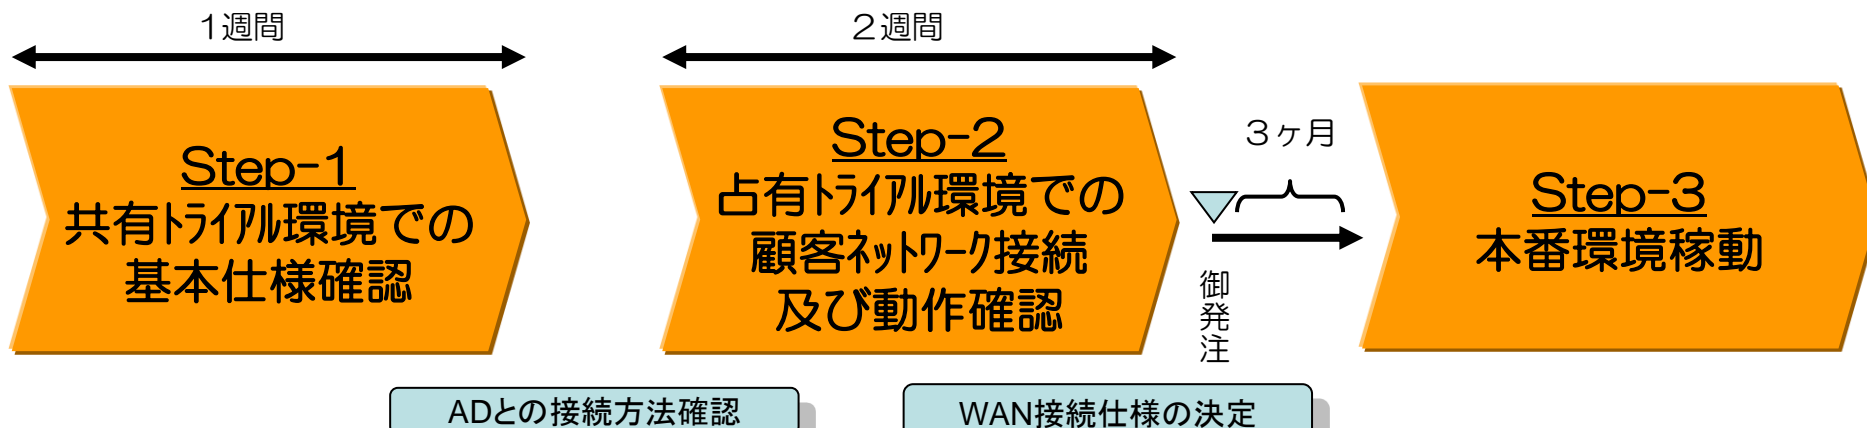 1週間
Step-1
共有ﾄﾗｲｱﾙ環境での
基本仕様確認
２週間
Step-2
占有ﾄﾗｲｱﾙ環境での
顧客ﾈｯﾄﾜｰｸ接続
及び動作確認
３ヶ月
御発注
Step-3
本番環境稼動
ADとの接続方法確認
WAN接続仕様の決定